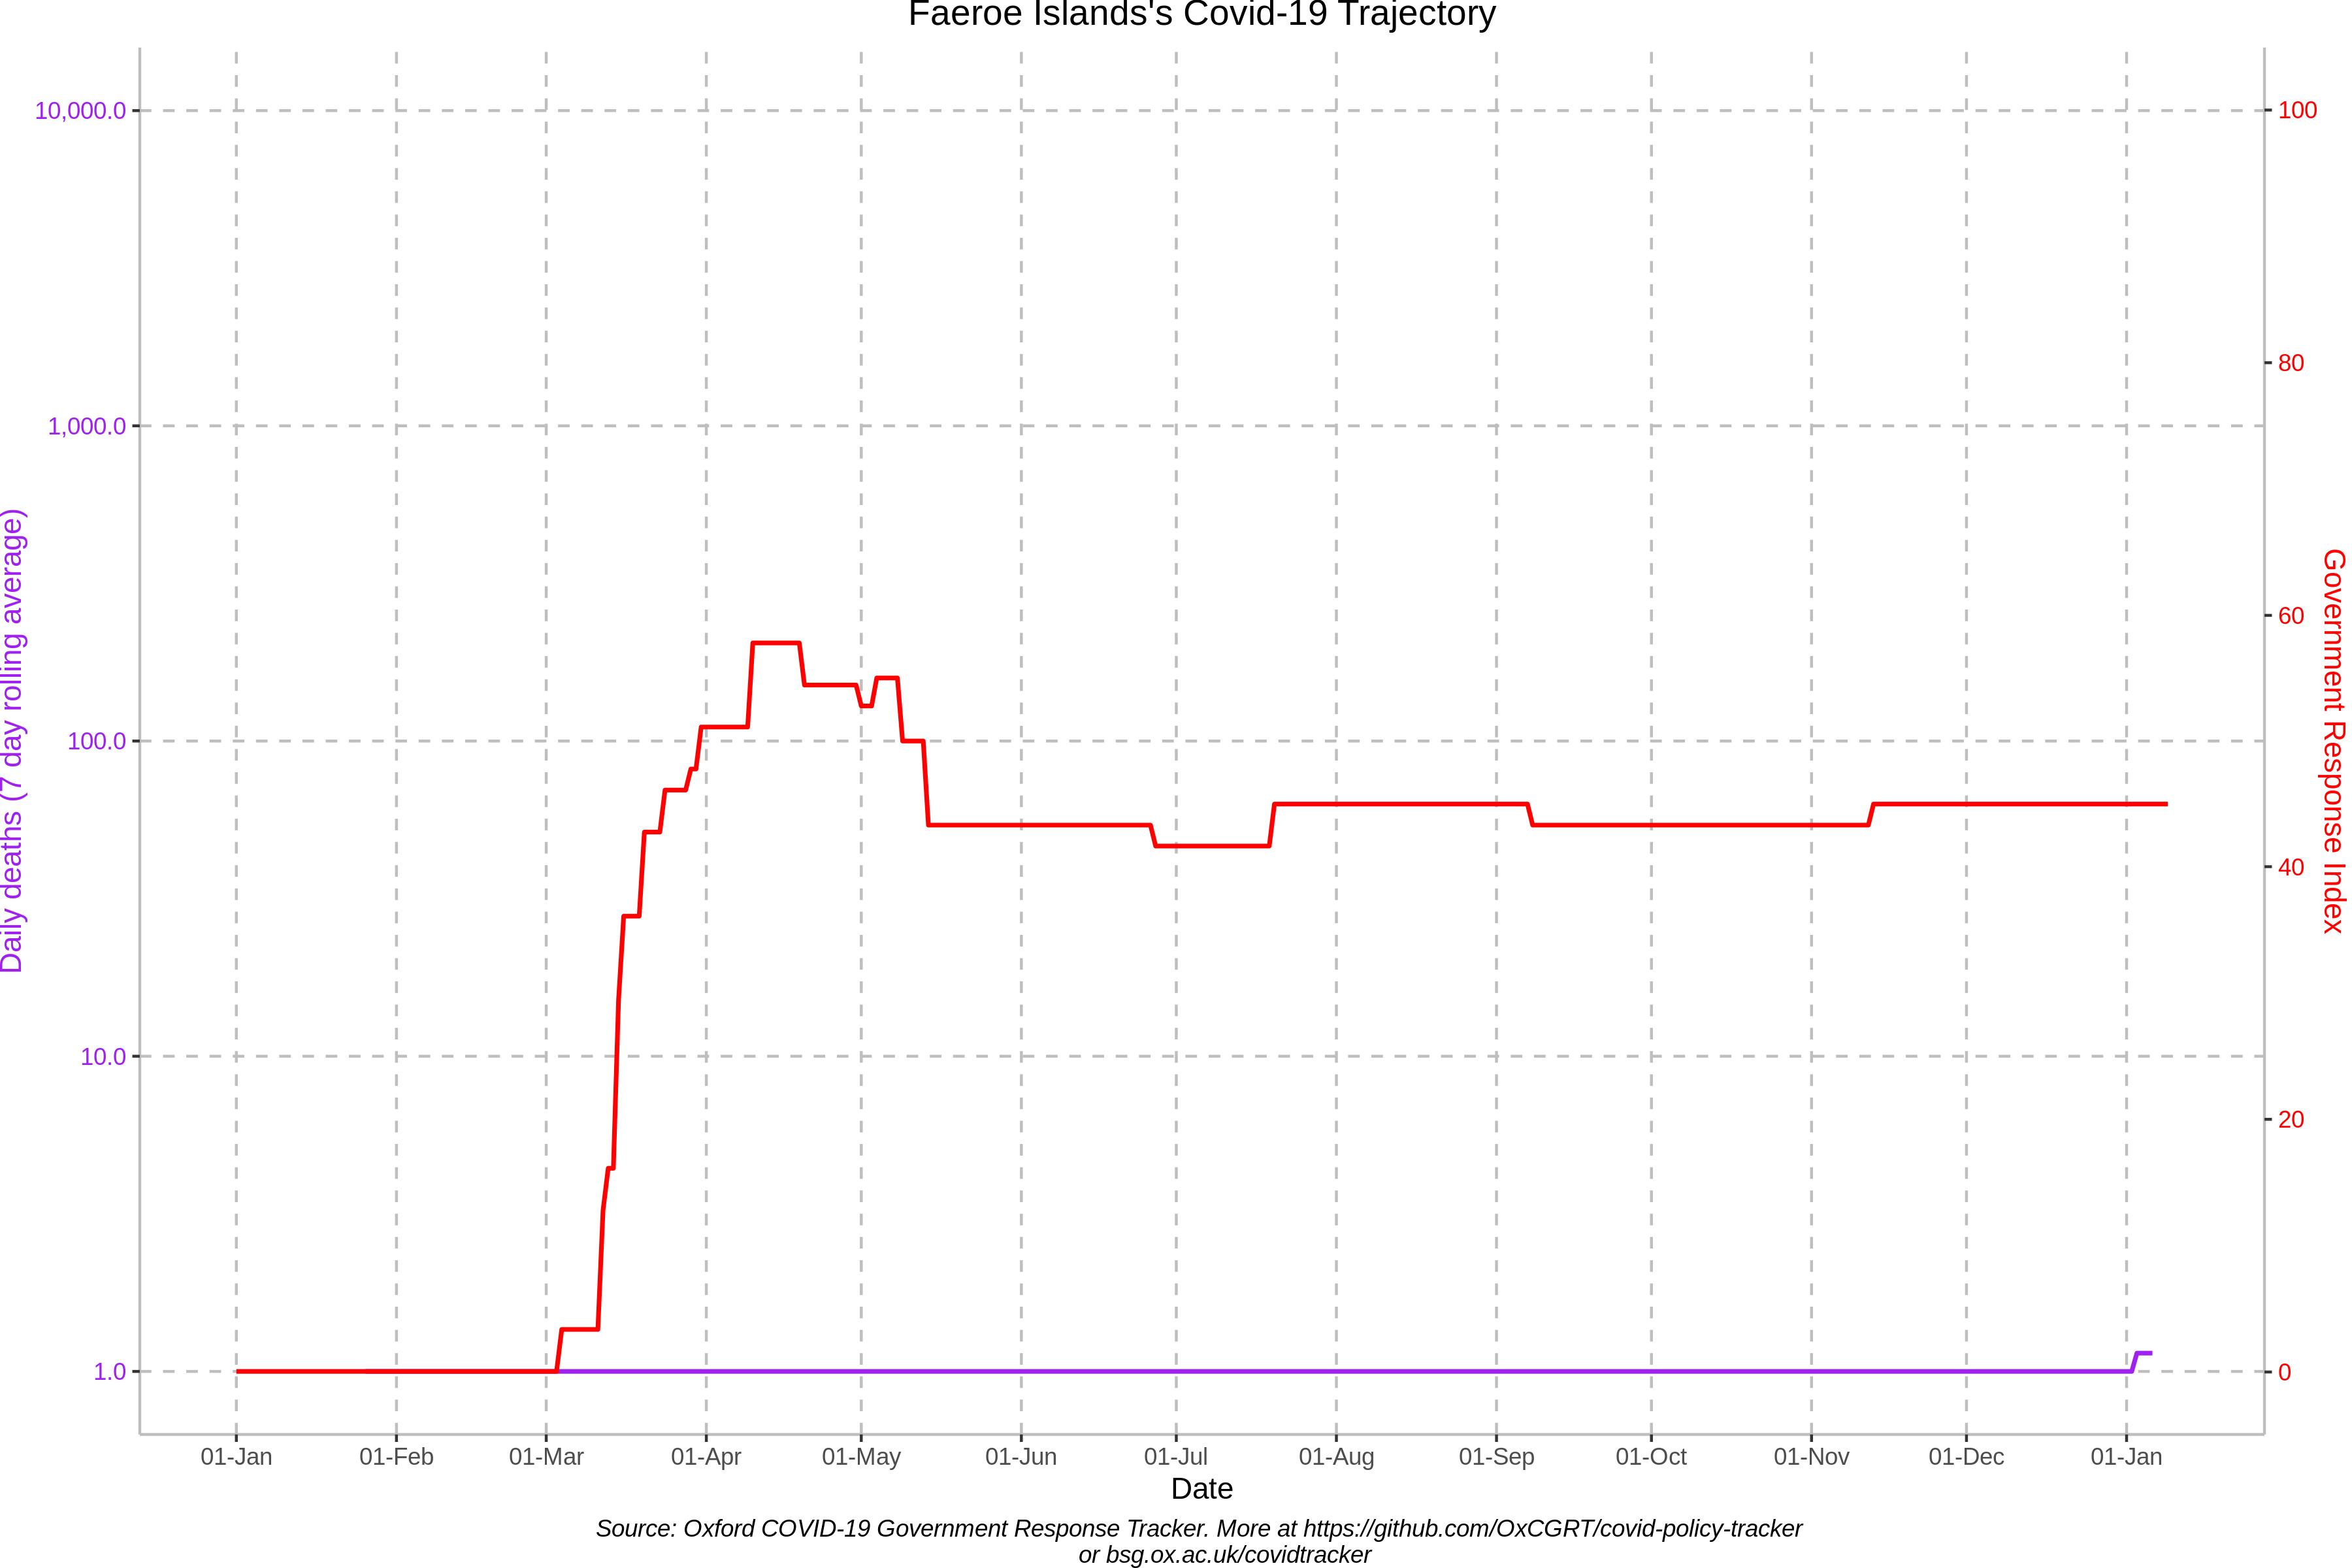 Faeroe Islands's Covid-19 Trajectory
Daily deaths (7 day rolling average)
10,000.0
1,000.0
100.0
10.0
1.0
100
80
60
40
20
0
Government Response Index
01-Jan 01-Feb 01-Mar 01-Apr 01-May 01-Jun 01-Jul 01-Aug 01-Sep 01-Oct 01-Nov 01-Dec 01-Jan
Date
Source: Oxford COVID-19 Government Response Tracker. More at https://github.com/OxCGRT/covid-policy-tracker
or bsg.ox.ac.uk/covidtracker